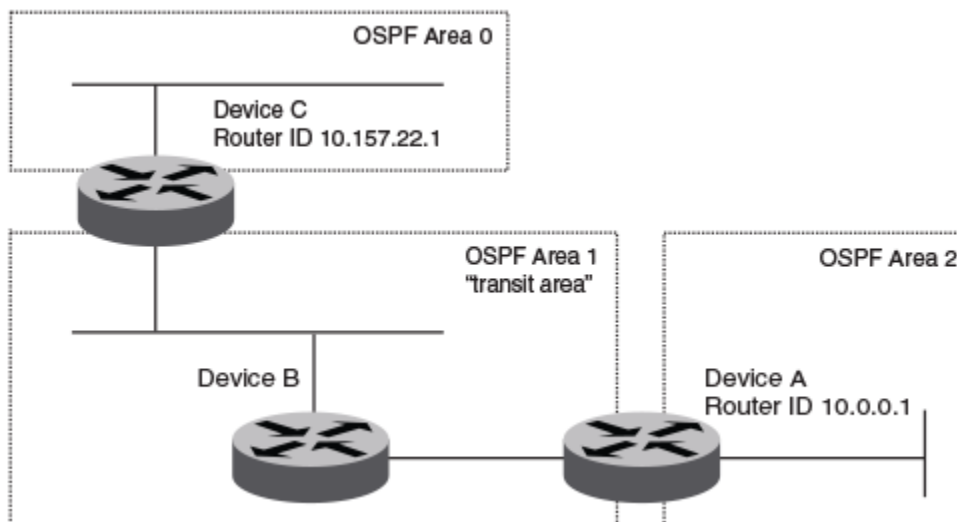 OSPF Area 0
Device C
Router ID 10.157.22.1
OSPF Area 1
“transit area”
OSPF Area 2
Device B
Device A
Router ID 10.0.0.1